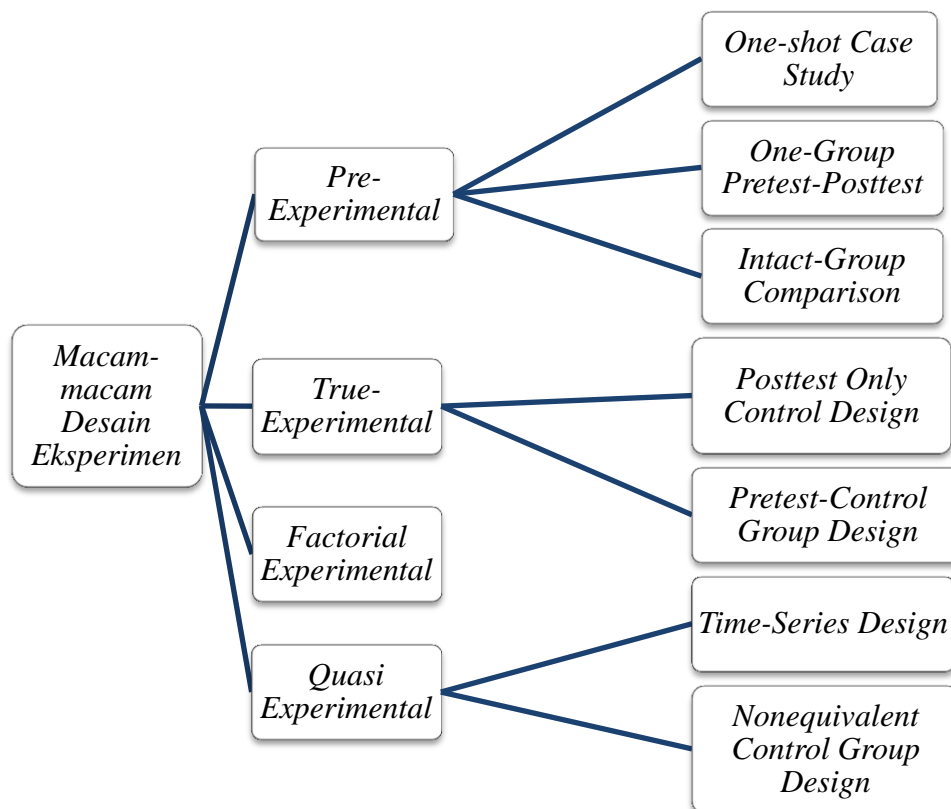 Macam-
macam
Desain
Eksperimen
Pre-
Experimental
One-shot Case
Study
One-Group
Pretest-Posttest
Intact-Group
Comparison
True-
Experimental
Posttest Only
Control Design
Pretest-Control
Group Design
Factorial
Experimental
Quasi
Experimental
Time-Series Design
Nonequivalent
Control Group
Design